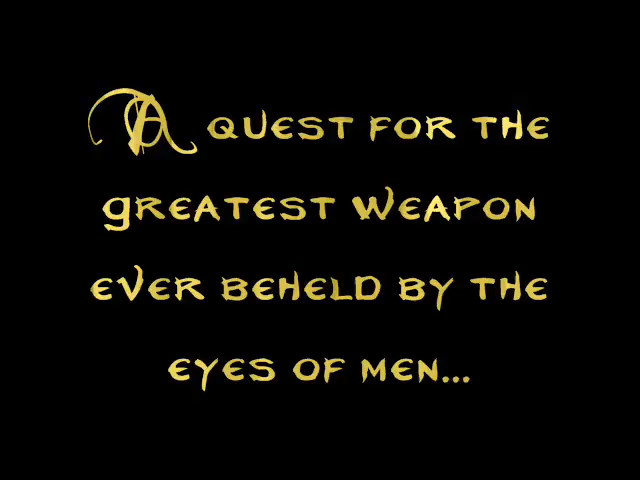 A QUEST FOR THE
GREATEST WEAPON
EVER BEHELD BY THE
EYES OF MEN...